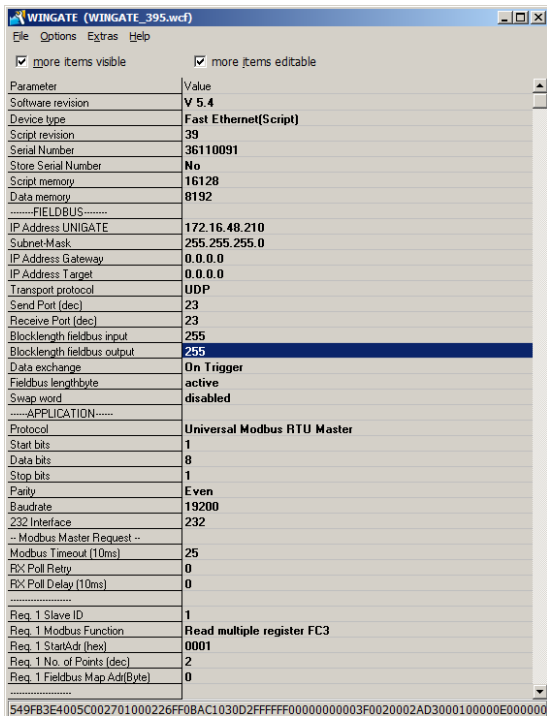 WINGATE (WINGATE_395.wcf)
File Options Extras Help
more items visible more items editable
Parameter Value
Software revision V 5.4
Device type Fast Ethernet(Script)
Script revision 39
Serial Number 36110091
Store Serial Number No
Script memory 16128
Data memory 8192
--------FIELDBUS--------
IP Address UNIGATE 172.16.48.210
Subnet-Mask 255.255.255.0
IP Address Gateway 0.0.0.0
IP Address Target 0.0.0.0
Transport protocol UDP
Send Port (dec) 23
Receive Port (dec) 23
Blocklength fieldbus input 255
Blocklength fieldbus output 255
Data exchange On Trigger
Fieldbus lengthbyte active
Swap word disabled
------APPLICATION------
Protocol Universal Modbus RTU Master
Start bits 1
Data bits 8
Stop bits 1
Parity Even
Baudrate 19200
232 Interface 232
-- Modbus Master Request --
Modbus Timeout (10ms) 25
RX Poll Retry 0
RX Poll Delay (10ms) 0
---------------------
Req. 1 Slave ID 1
Req. 1 Modbus Function Read multiple register FC3
Req. 1 StartAdr (hex) 0001
Req. 1 No. of Points (dec) 2
Req. 1 Fieldbus Map Adr(Byte) 0
---------------------
549FB3E4005C002701000226FF0BAC1030D2FFFFFF00000000003F0020002AD3000100000E000000